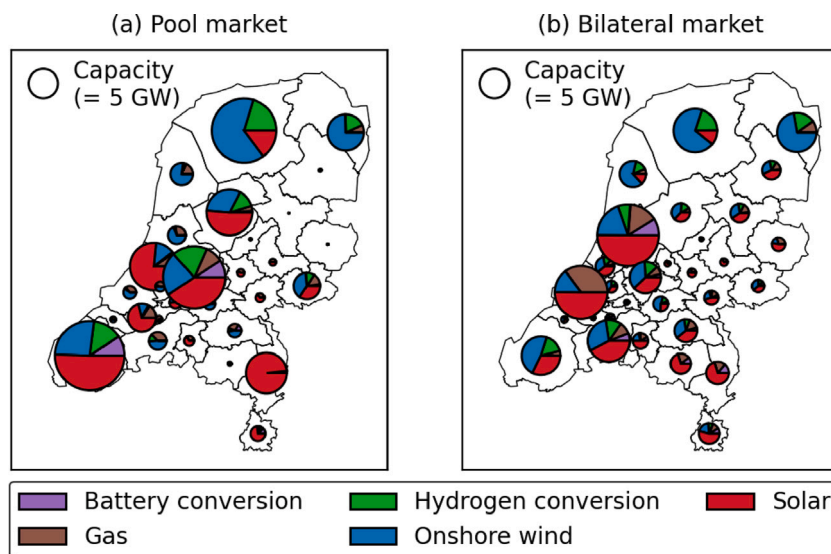 (a) Pool market
(b) Bilateral market
Capacity
(= 5 GW)
Capacity
(= 5 GW)
Battery conversion
Hydrogen conversion
Solar
Gas
Onshore wind